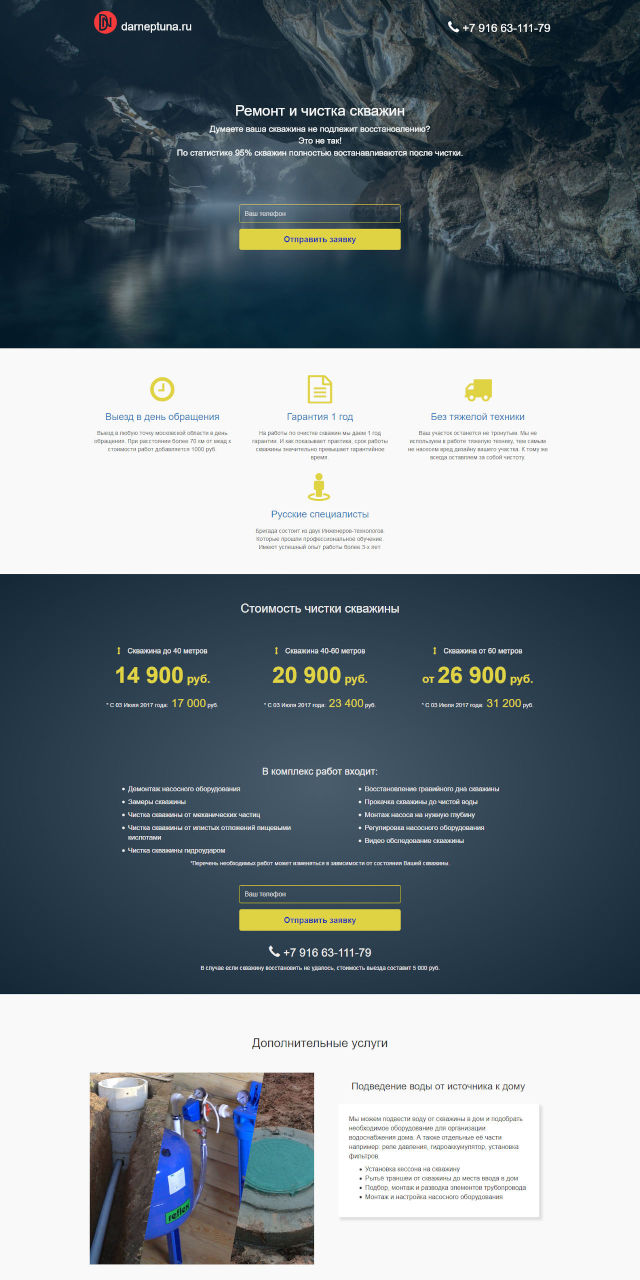 DN darneptuna.ru
+7 916 63-111-79
Ремонт и чистка скважин
Думаете ваша скважина не подлежит восстановлению?
Это не так!
По статистике 95% скважин полностью востанавливаются после чистки.
Ваш телефон
Отправить заявку
Выезд в день обращения
Выезд в любую точку московской области в день
обращения. При расстоянии более 70 км от мкад к
стоимости работ добавляется 1000 руб.
Гарантия 1 год
На работы по очистке скважин мы даем 1 год
гарантии. И как показывает практика, срок работы
скважины значительно превышает гарантийное
время.
Без тяжелой техники
Ваш участок останется не тронутым. Мы не
используем в работе тяжелую технику, тем самым
не нанесем вред дизайну вашего участка. К тому же
всегда оставляем за собой чистоту.
Русские специалисты
Бригада состоит из двух Инженеров-технологов.
Которые прошли профессиональное обучение.
Имеют успешный опыт работы более 3-х лет.
Стоимость чистки скважины
Скважина до 40 метров
14 900 руб.
* С 03 Июля 2017 года: 17 000 руб.
Скважина 40-60 метров
20 900 руб.
* С 03 Июля 2017 года: 23 400 руб.
Скважина от 60 метров
от 26 900 руб.
* С 03 Июля 2017 года: 31 200 руб.
В комплекс работ входит:
Демонтаж насосного оборудования
Замеры скважины
Чистка скважины от механических частиц
Чистка скважины от илистых отложений пищевыми
кислотами
Чистка скважины гидроударом
Восстановление гравийного дна скважины
Прокачка скважины до чистой воды
Монтаж насоса на нужную глубину
Регулировка насосного оборудования
Видео обследование скважины
*Перечень необходимых работ может изменяться в зависимости от состояния Вашей скважины.
Ваш телефон
Отправить заявку
+7 916 63-111-79
В случае если скважину восстановить не удалось, стоимость выезда составит 5 000 руб.
Дополнительные услуги
reflex
Подведение воды от источника к дому
Мы можем подвести воду от скважины в дом и подобрать
необходимое оборудование для организации
водоснабжения дома. А также отдельные её части
например: реле давления, гидроаккумулятор, установка
фильтров.
Установка кессона на скважину
Рытьё траншеи от скважины до места ввода в дом
Подбор, монтаж и разводка элементов трубопровода
Монтаж и настройка насосного оборудования